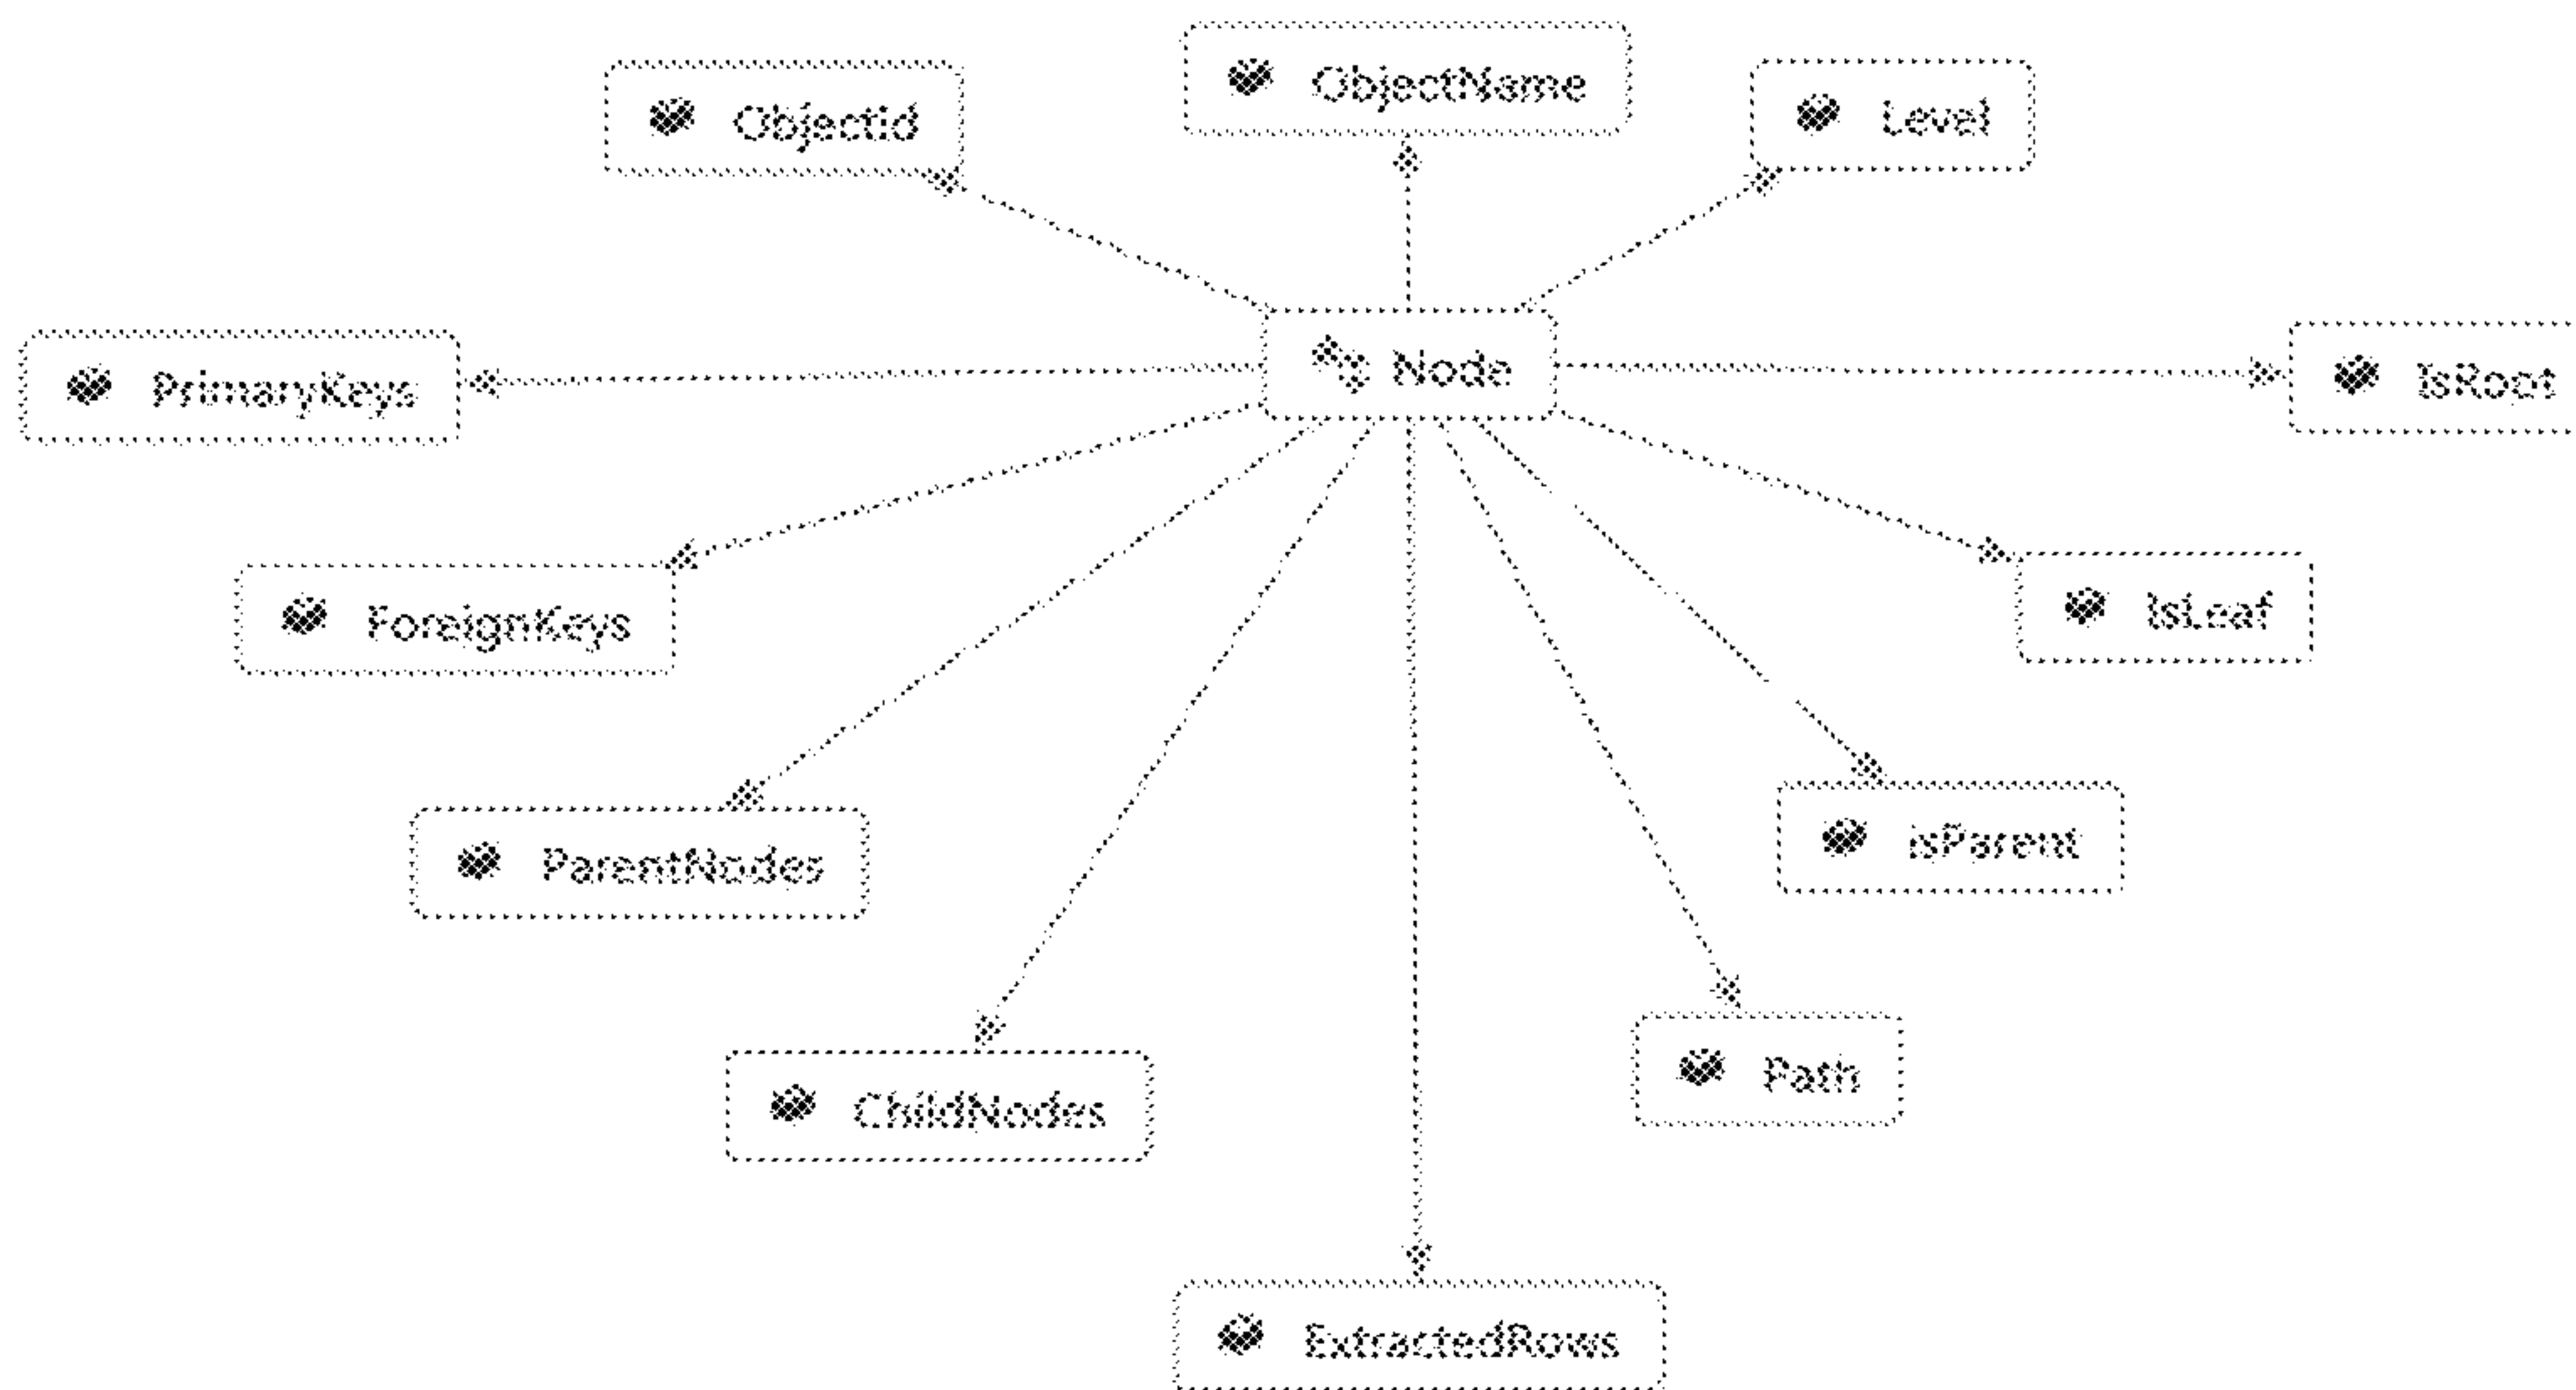 ObjectName
ObjectId
Level
Node
PrimaryKeys
IsRoot
ForeignKeys
IsLeaf
ParentNodes
isParent
ChildNodes
Path
ExtractedRows